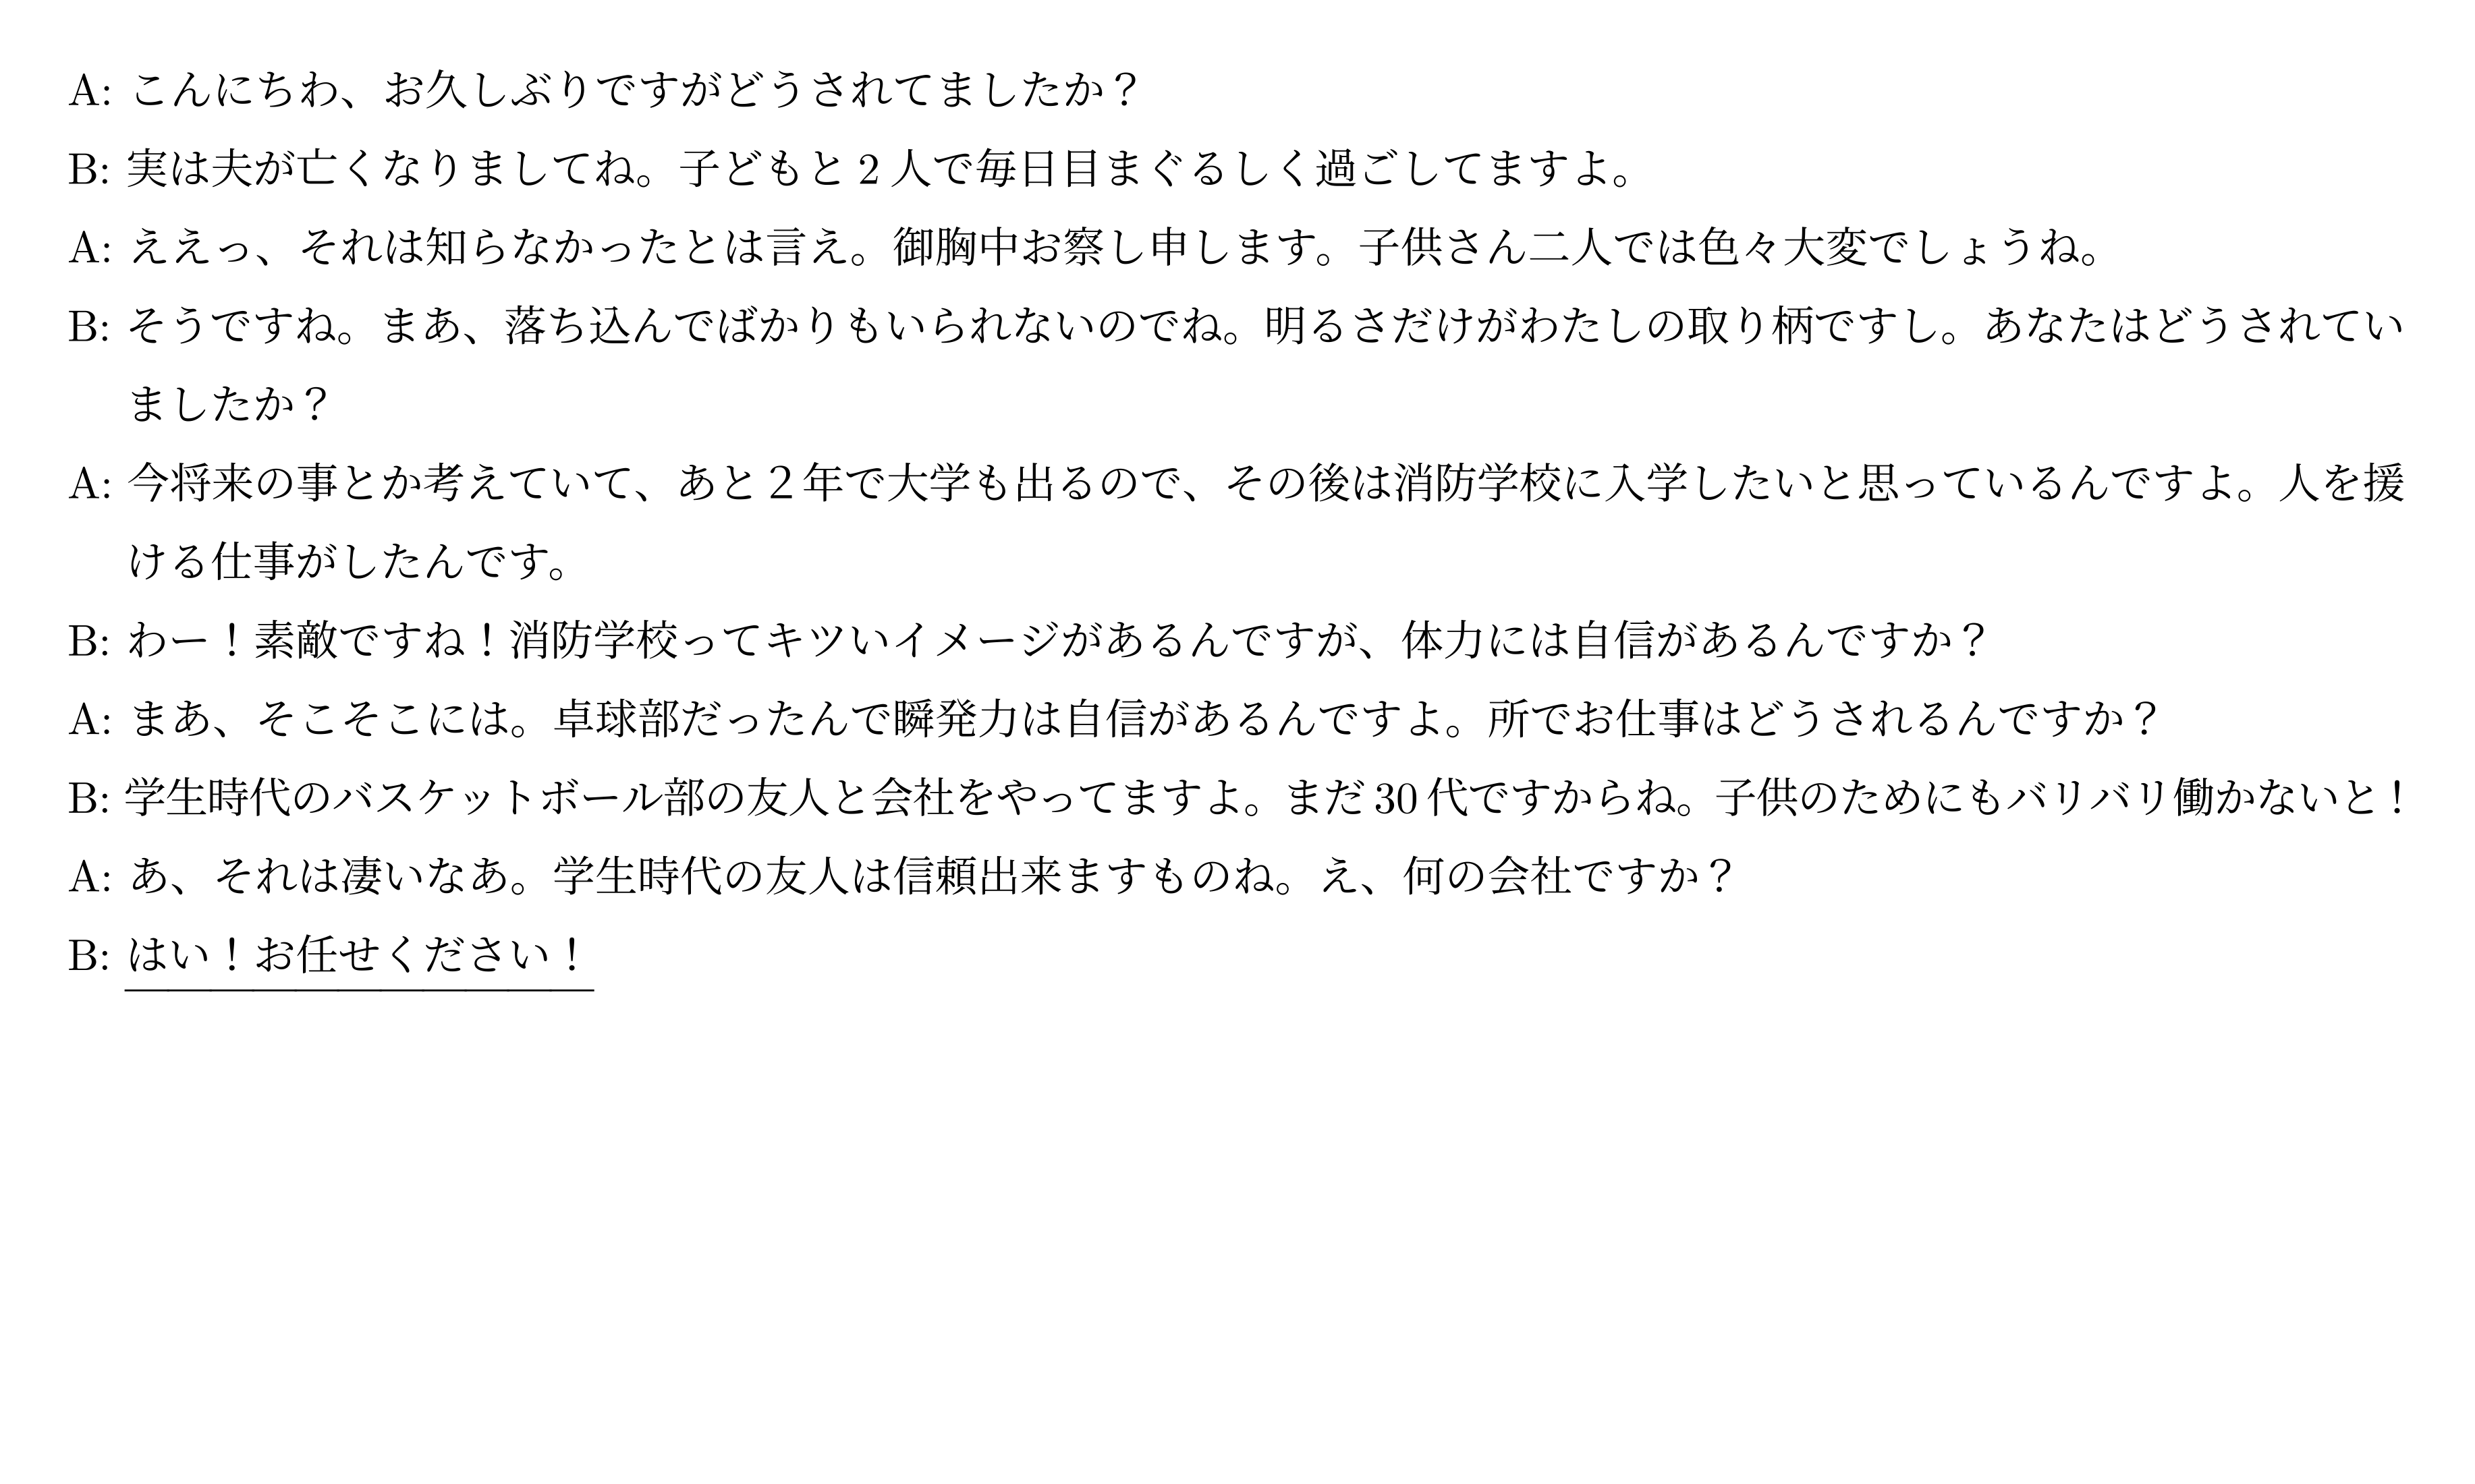 A: こんにちわ、お久しぶりですがどうされてましたか？
B: 実は夫が亡くなりましてね。子どもと2人で毎日目まぐるしく過ごしてますよ。
A: ええっ、それは知らなかったとは言え。御胸中お察し申します。子供さん二人では色々大変でしょうね。
B: そうですね。まあ、落ち込んでばかりもいられないのでね。明るさだけがわたしの取り柄ですし。あなたはどうされてい
ましたか？
A: 今将来の事とか考えていて、あと2年で大学も出るので、その後は消防学校に入学したいと思っているんですよ。人を援
ける仕事がしたんです。
B: わー！素敵ですね！消防学校ってキツいイメージがあるんですが、体力には自信があるんですか？
A: まあ、そこそこには。卓球部だったんで瞬発力は自信があるんですよ。所でお仕事はどうされるんですか？
B: 学生時代のバスケットボール部の友人と会社をやってますよ。まだ30代ですからね。子供のためにもバリバリ働かないと！
A: あ、それは凄いなあ。学生時代の友人は信頼出来ますものね。え、何の会社ですか？
B: はい！お任せください！